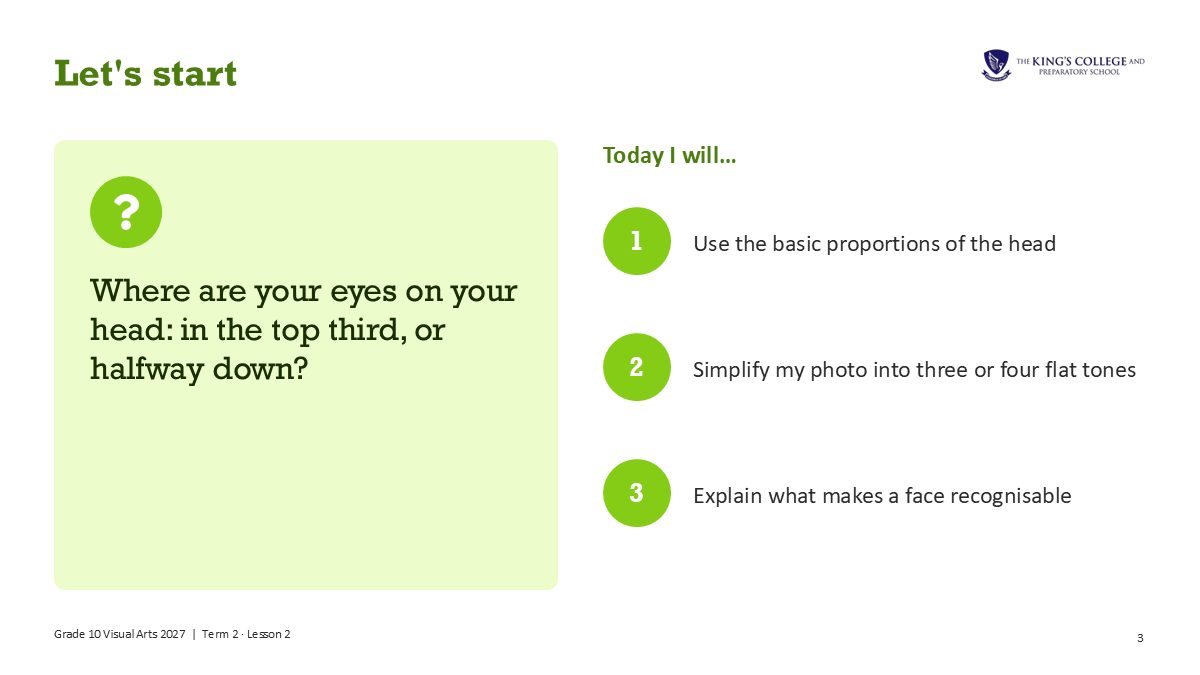 Let's start
THE KING'S COLLEGE AND
PREPARATORY SCHOOL
?
Where are your eyes on your
head: in the top third, or
halfway down?
Today I will...
1
Use the basic proportions of the head
2
Simplify my photo into three or four flat tones
3
Explain what makes a face recognisable
Grade 10 Visual Arts 2027 | Term 2 · Lesson 2
3